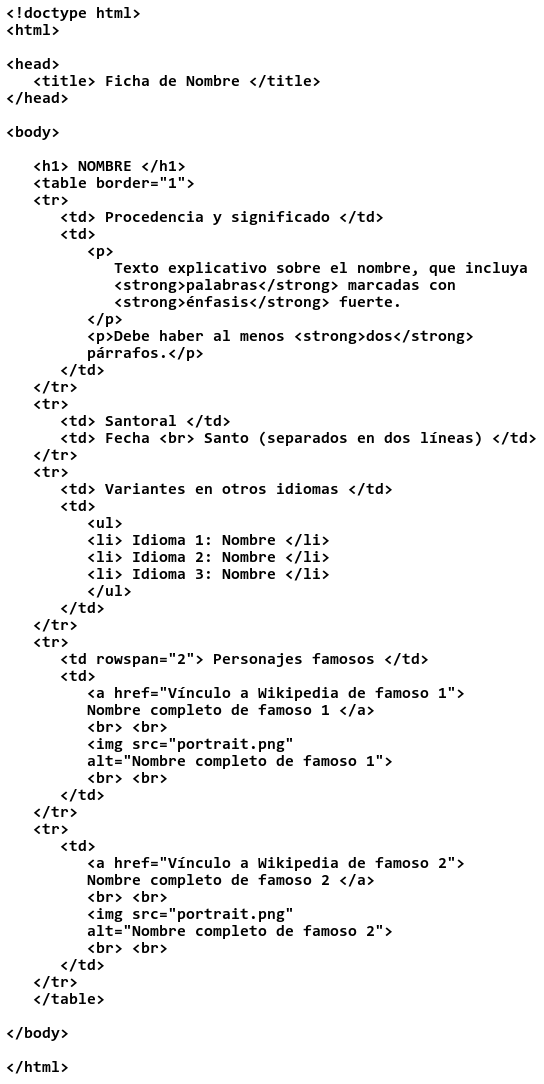 <!doctype html>
<html>
<head>
<title> Ficha de Nombre </title>
</head>
<body>
<h1> NOMBRE </h1>
<table border="1">
<tr>
<td> Procedencia y significado </td>
<td>
<p>
Texto explicativo sobre el nombre, que incluya
<strong>palabras</strong> marcadas con
<strong>énfasis</strong> fuerte.
</p>
<p>Debe haber al menos <strong>dos</strong>
párrafos.</p>
</td>
</tr>
<tr>
<td> Santoral </td>
<td> Fecha <br> Santo (separados en dos líneas) </td>
</tr>
<tr>
<td> Variantes en otros idiomas </td>
<td>
<ul>
<li> Idioma 1: Nombre </li>
<li> Idioma 2: Nombre </li>
<li> Idioma 3: Nombre </li>
</ul>
</td>
</tr>
<tr>
<td rowspan="2"> Personajes famosos </td>
<td>
<a href="Vínculo a Wikipedia de famoso 1">
Nombre completo de famoso 1 </a>
<br> <br>
<img src="portrait.png"
alt="Nombre completo de famoso 1">
<br> <br>
</td>
</tr>
<tr>
<td>
<a href="Vínculo a Wikipedia de famoso 2">
Nombre completo de famoso 2 </a>
<br> <br>
<img src="portrait.png"
alt="Nombre completo de famoso 2">
<br> <br>
</td>
</tr>
</table>
</body>
</html>